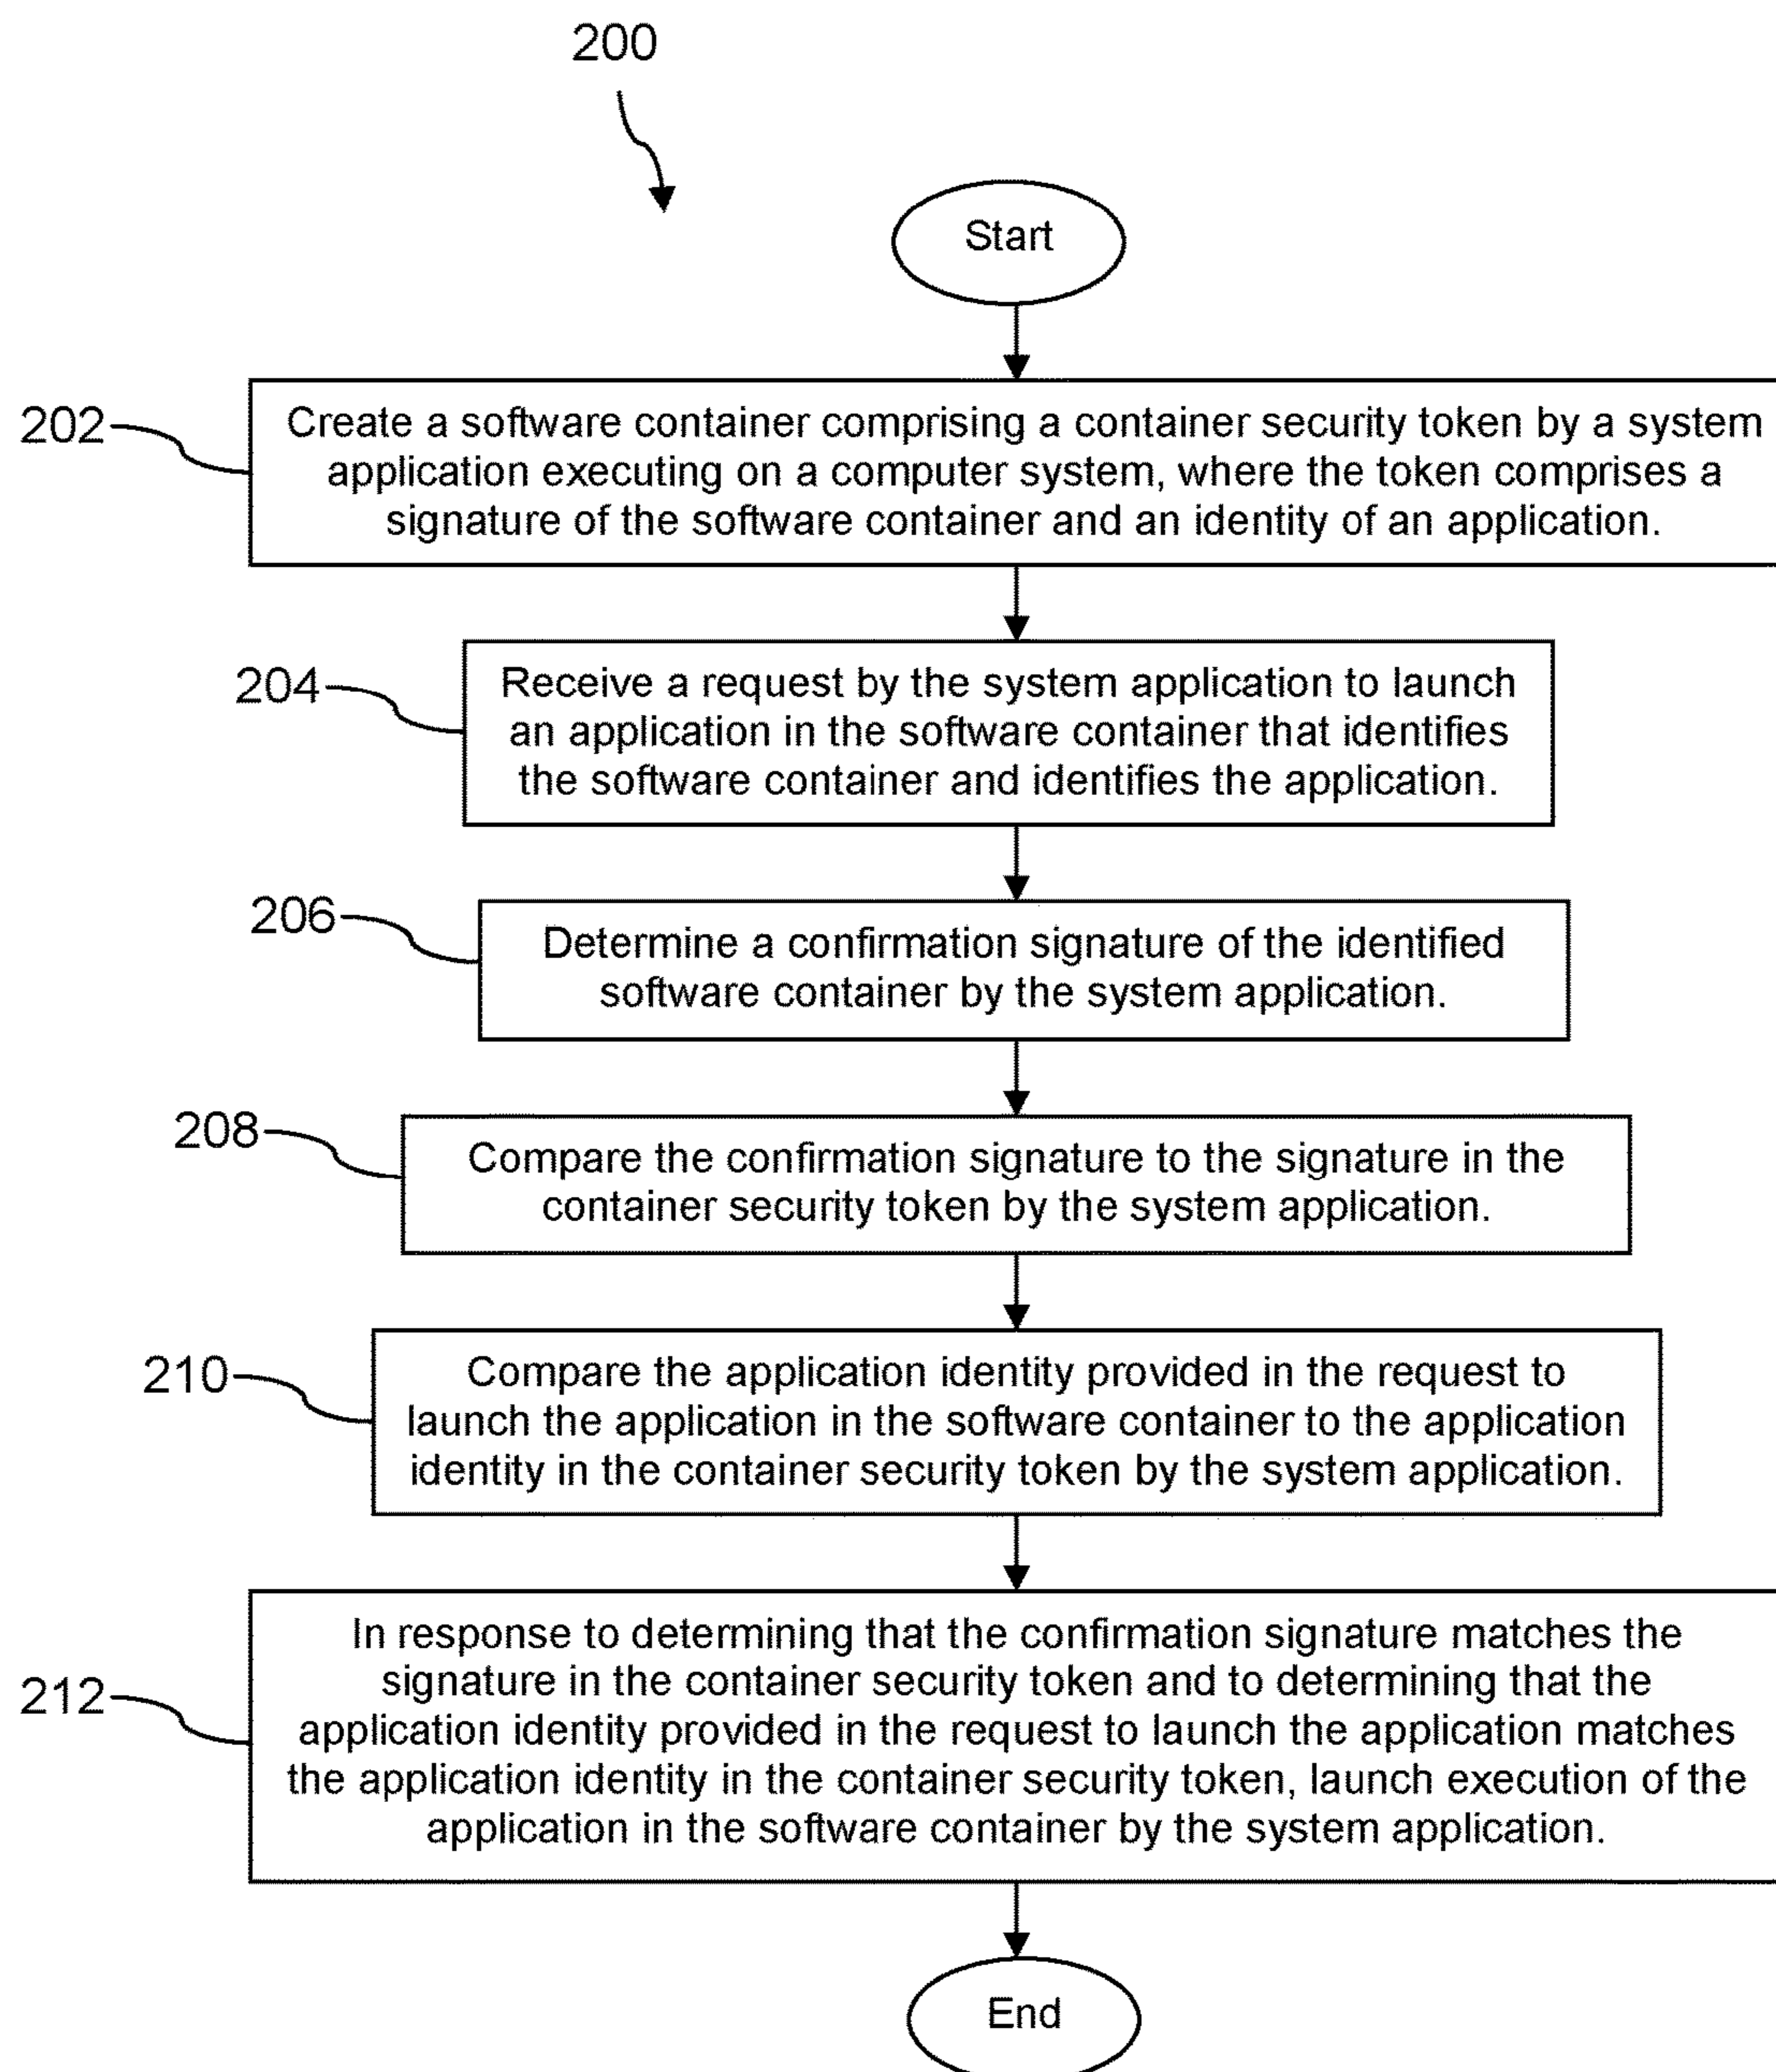 200
Start
202
Create a software container comprising a container security token by a system
application executing on a computer system, where the token comprises a
signature of the software container and an identity of an application.
204
Receive a request by the system application to launch
an application in the software container that identifies
the software container and identifies the application.
206
Determine a confirmation signature of the identified
software container by the system application.
208
Compare the confirmation signature to the signature in the
container security token by the system application.
210
Compare the application identity provided in the request to
launch the application in the software container to the application
identity in the container security token by the system application.
212
In response to determining that the confirmation signature matches the
signature in the container security token and to determining that the
application identity provided in the request to launch the application matches
the application identity in the container security token, launch execution of the
application in the software container by the system application.
End